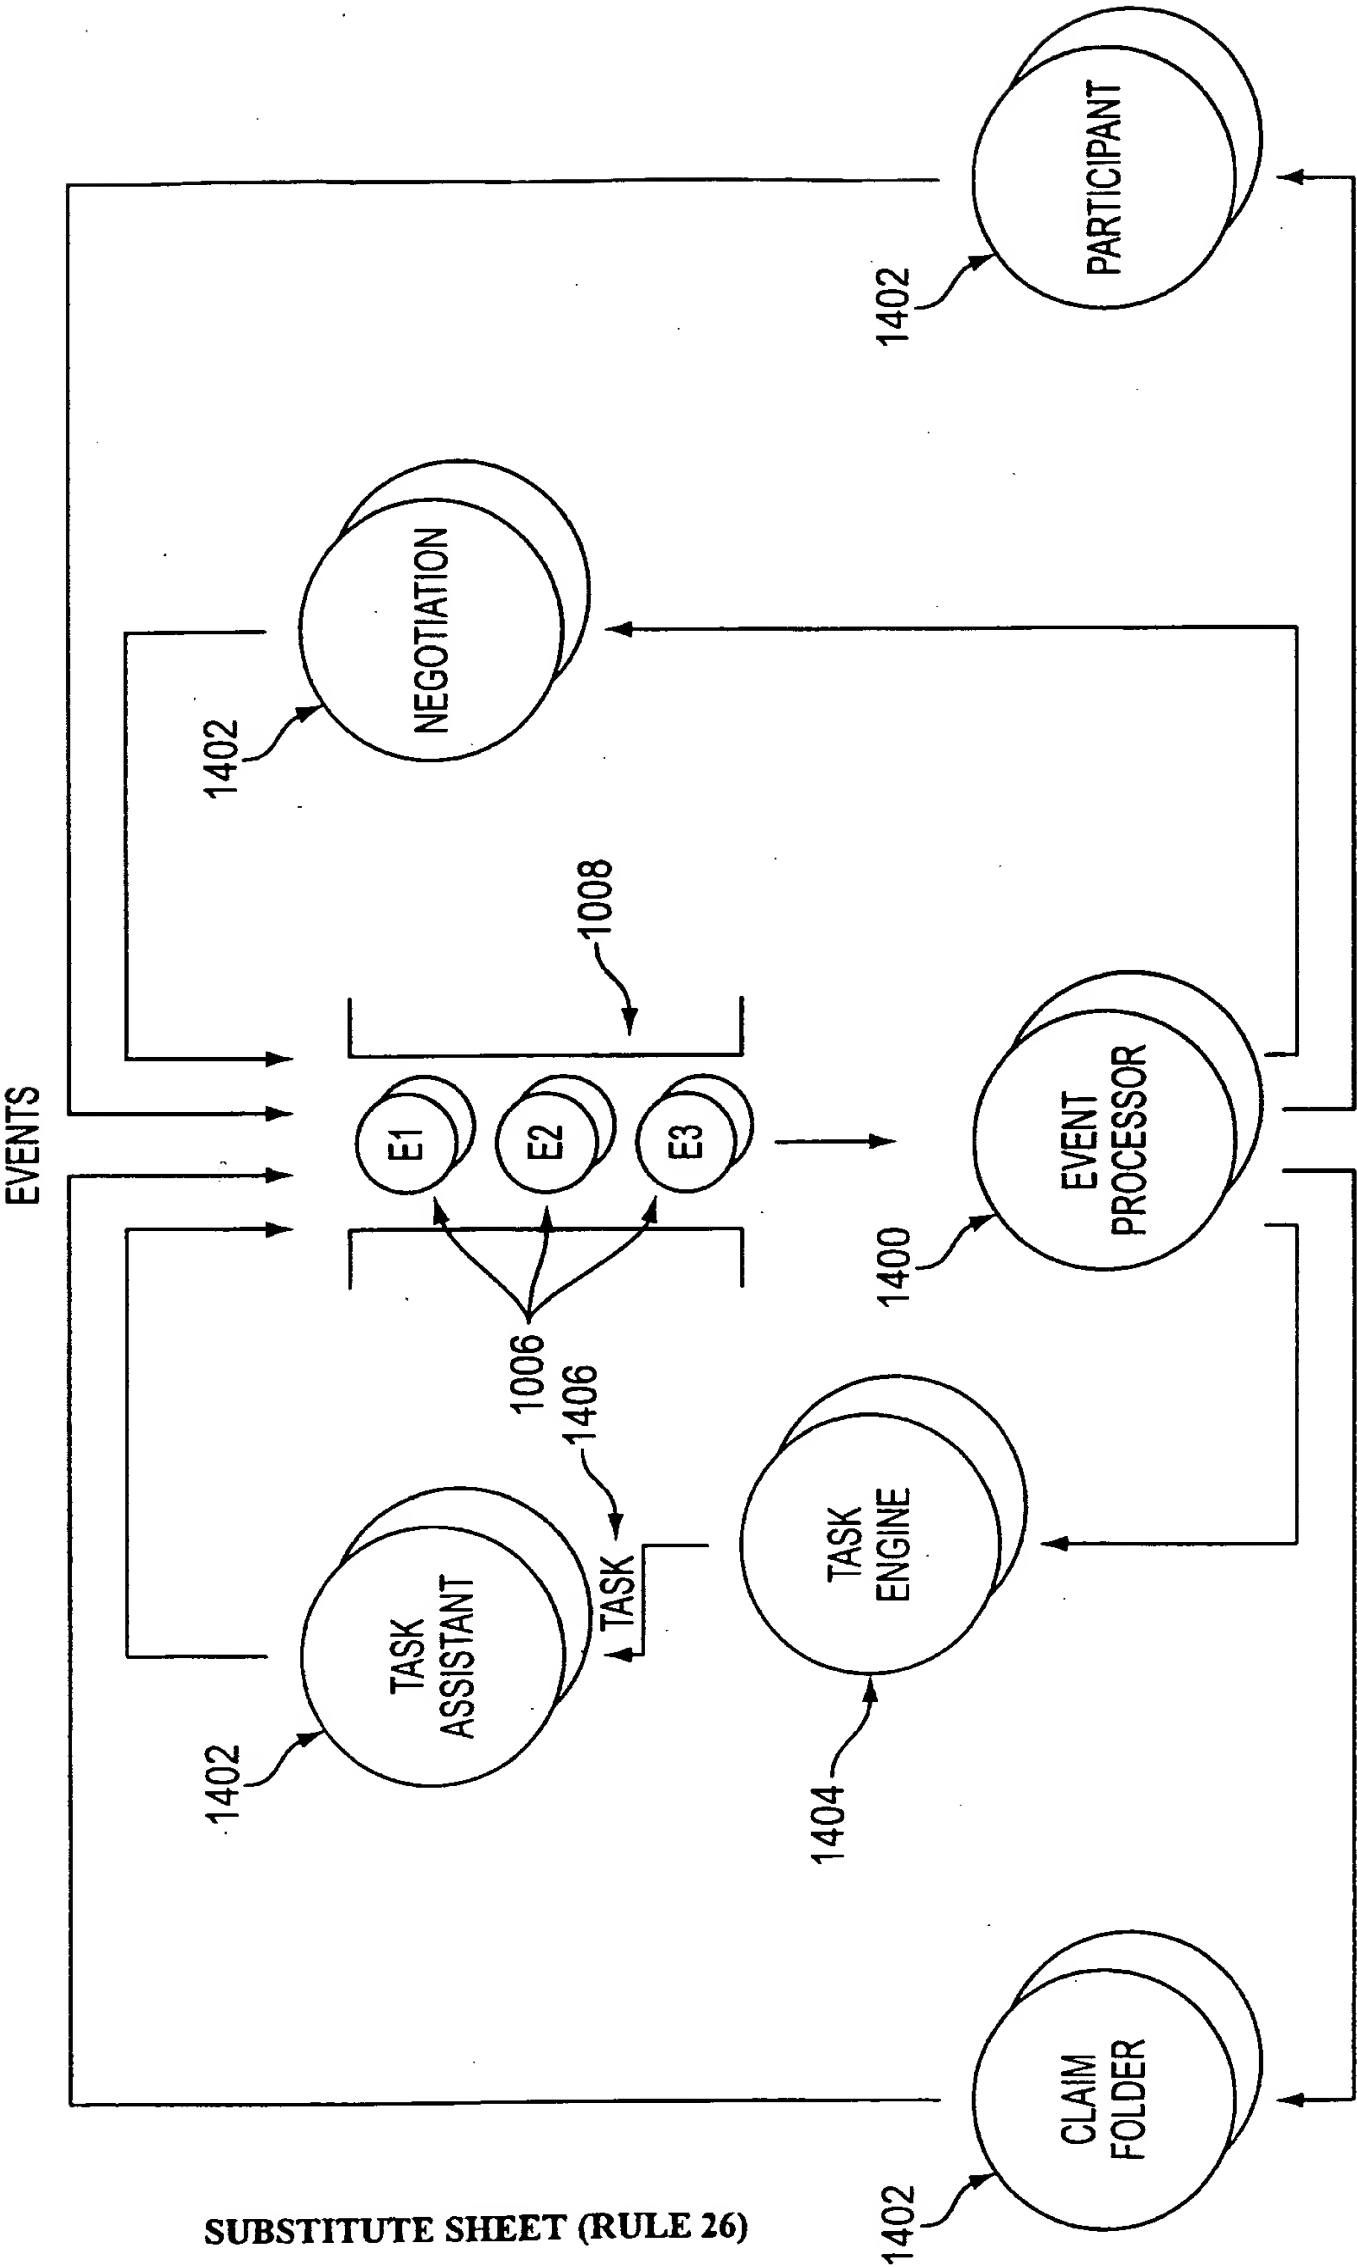 EVENTS
1402
TASK
ASSISTANT
1402
NEGOTIATION
E1
E2
E3
1006
1008
1406
TASK
1404
TASK
ENGINE
1402
CLAIM
FOLDER
1400
EVENT
PROCESSOR
1402
PARTICIPANT
SUBSTITUTE SHEET (RULE 26)